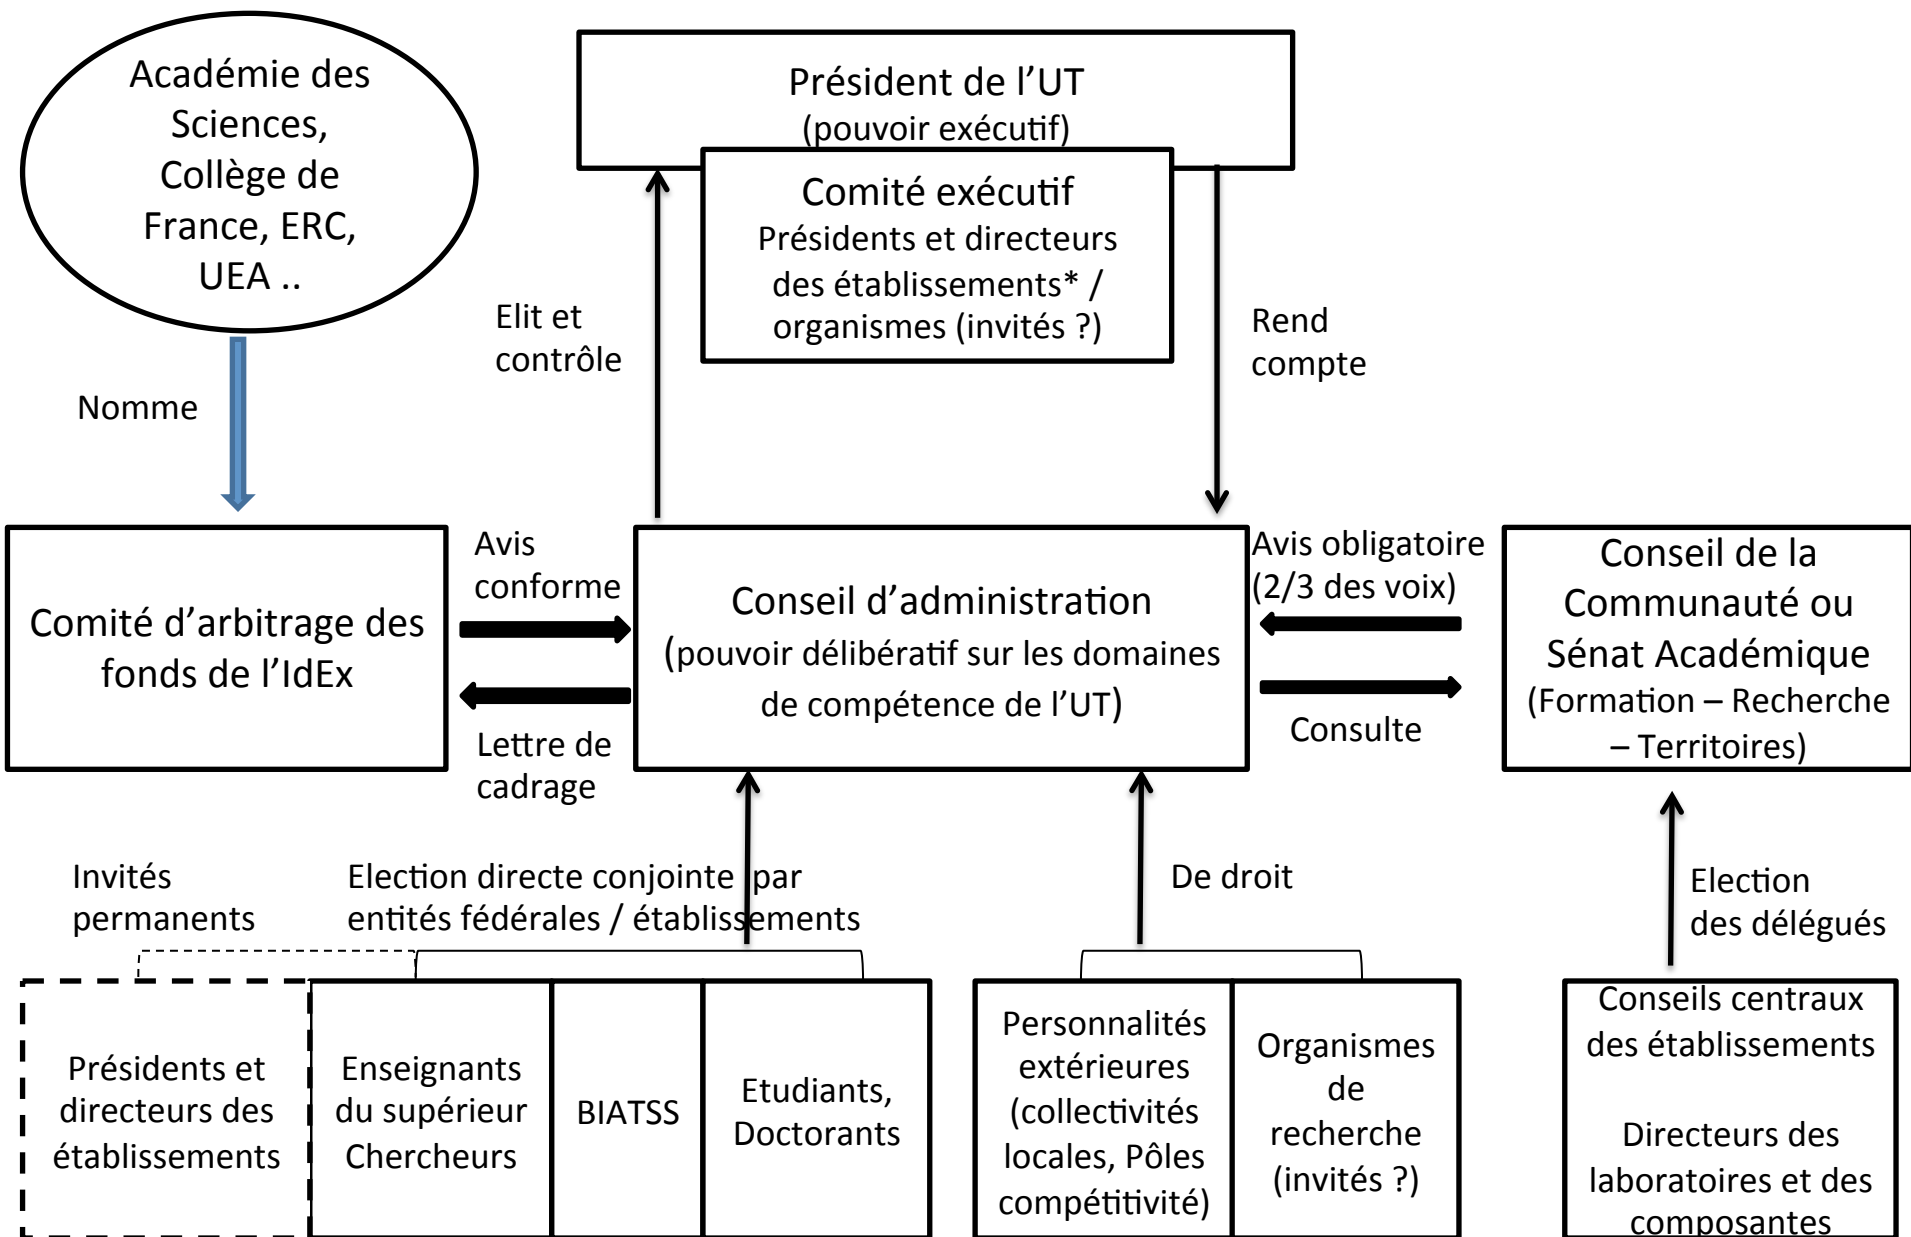 Académie des
Sciences,
Collège de
France, ERC,
UEA ..
Président de l’UT
(pouvoir exécutif)
Comité exécutif
Présidents et directeurs
des établissements* /
organismes (invités ?)
Elit et
contrôle
Rend
compte
Nomme
Comité d’arbitrage des
fonds de l’IdEx
Avis
conforme
Lettre de
cadrage
Conseil d’administration
(pouvoir délibératif sur les domaines
de compétence de l’UT)
Avis obligatoire
(2/3 des voix)
Consulte
Conseil de la
Communauté ou
Sénat Académique
(Formation – Recherche
– Territoires)
Invités
permanents
Election directe conjointe par
entités fédérales / établissements
De droit
Election
des délégués
Présidents et
directeurs des
établissements
Enseignants
du supérieur
Chercheurs
BIATSS
Etudiants,
Doctorants
Personnalités
extérieures
(collectivités
locales, Pôles
compétitivité)
Organismes
de
recherche
(invités ?)
Conseils centraux
des établissements
Directeurs des
laboratoires et des
composantes